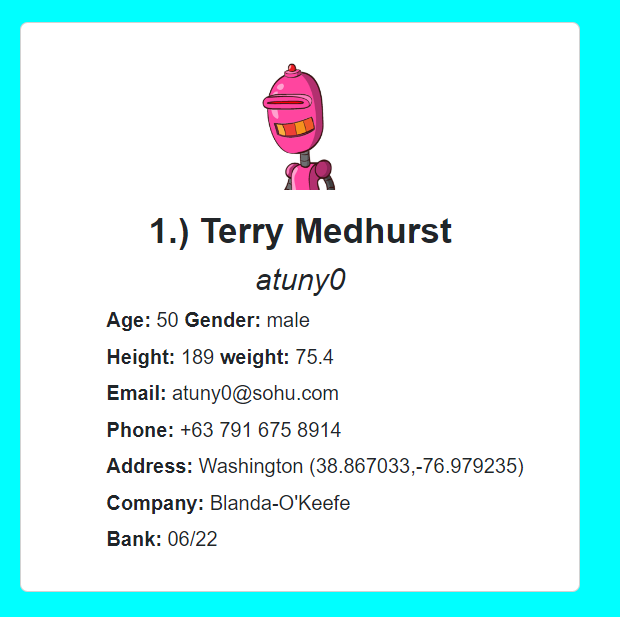 1.) Terry Medhurst
atuny0
Age: 50 Gender: male
Height: 189 weight: 75.4
Email: atuny0@sohu.com
Phone: +63 791 675 8914
Address: Washington (38.867033,-76.979235)
Company: Blanda-O'Keefe
Bank: 06/22